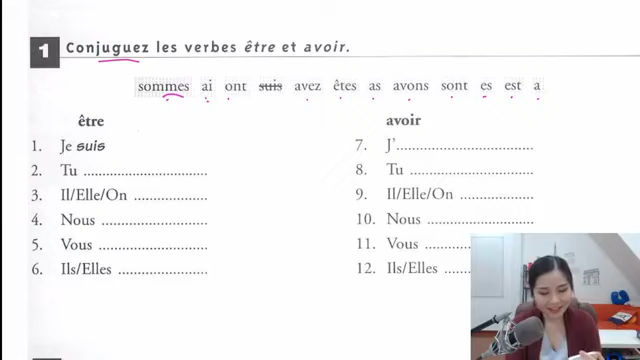 1 Conjuguez les verbes être et avoir.
sommes ai ont suis avez êtes as avons sont es est a
être
1. Je suis
2. Tu ..................................
3. Il/Elle/On ....................
4. Nous .............................
5. Vous .............................
6. Ils/Elles ........................
avoir
7. J'......................................
8. Tu ..................................
9. Il/Elle/On ....................
10. Nous .............................
11. Vous ............
12. Ils/Elles .......